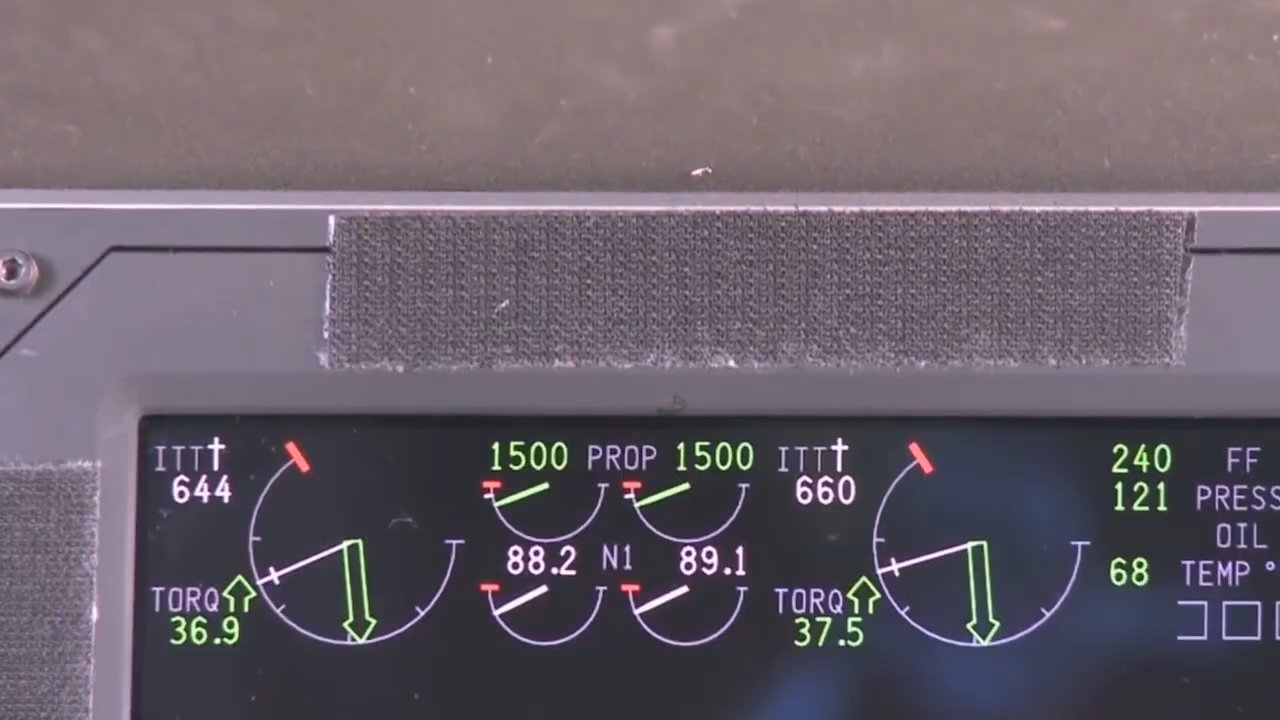 ITT
644
1500 PROP 1500
ITT
660
240 FF
121 PRESS
OIL
88.2 N1 89.1
68 TEMP °
TORQ
36.9
TORQ
37.5